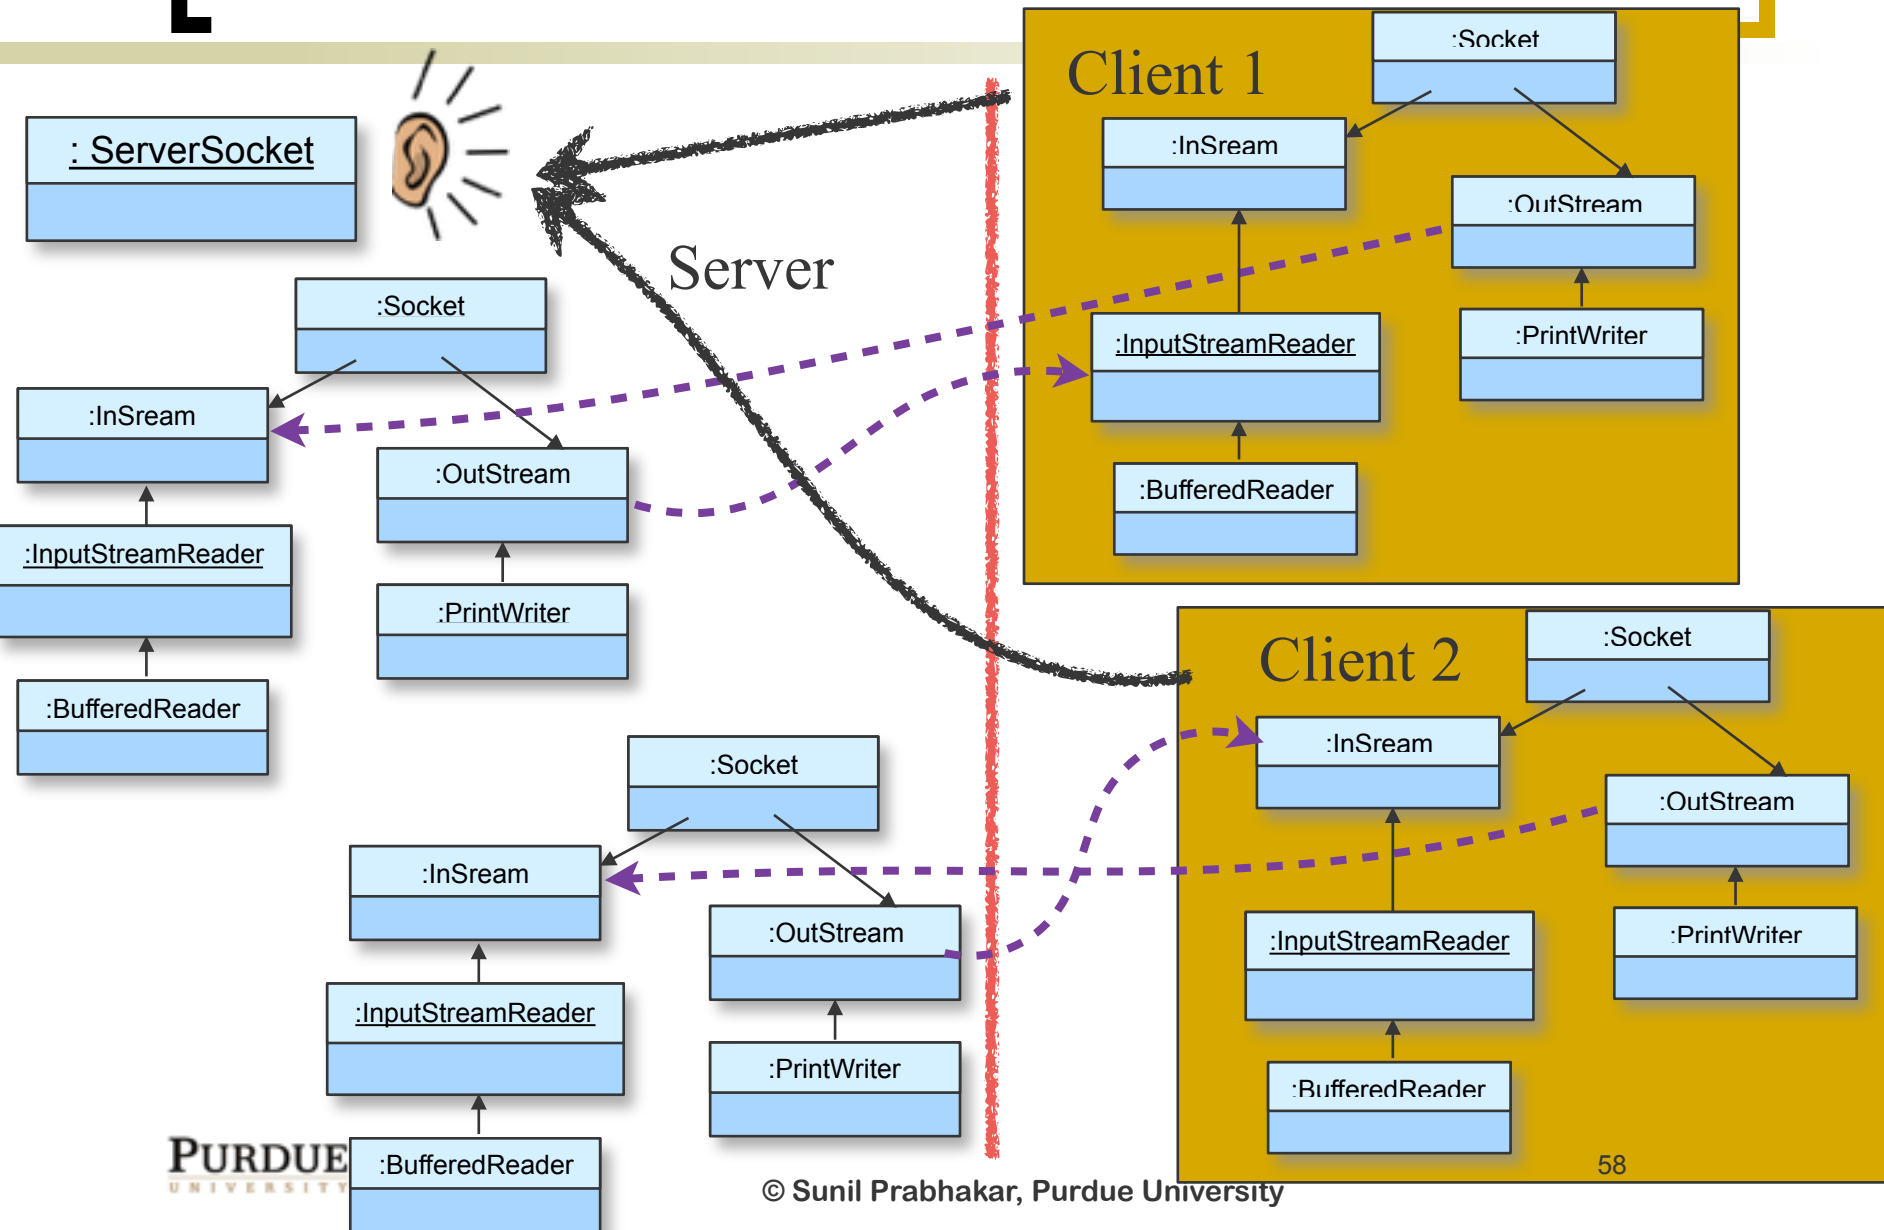 Client 1
:Socket
:InSream
:OutStream
:InputStreamReader
:PrintWriter
:BufferedReader
: ServerSocket
Server
:Socket
:InSream
:OutStream
:InputStreamReader
:PrintWriter
:BufferedReader
Client 2
:Socket
:InSream
:OutStream
:InputStreamReader
:PrintWriter
:BufferedReader
:Socket
:InSream
:OutStream
:InputStreamReader
:PrintWriter
:BufferedReader
PURDUE
UNIVERSITY
© Sunil Prabhakar, Purdue University
58